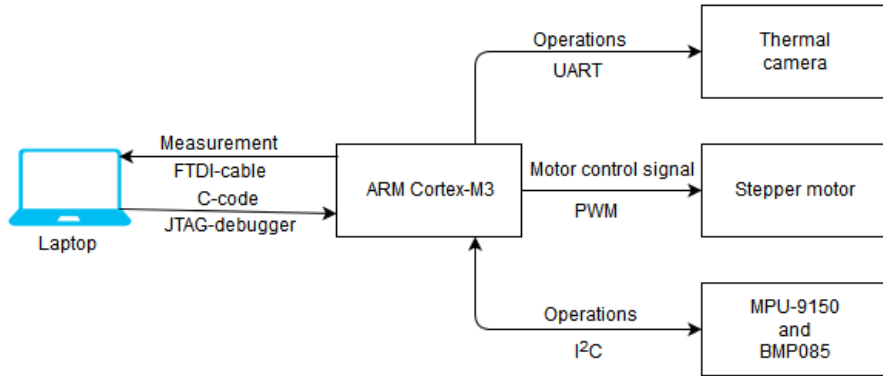 Operations
UART
Thermal
camera
Measurement
FTDI-cable
C-code
JTAG-debugger
Laptop
ARM Cortex-M3
Motor control signal
PWM
Stepper motor
Operations
I²C
MPU-9150
and
BMP085